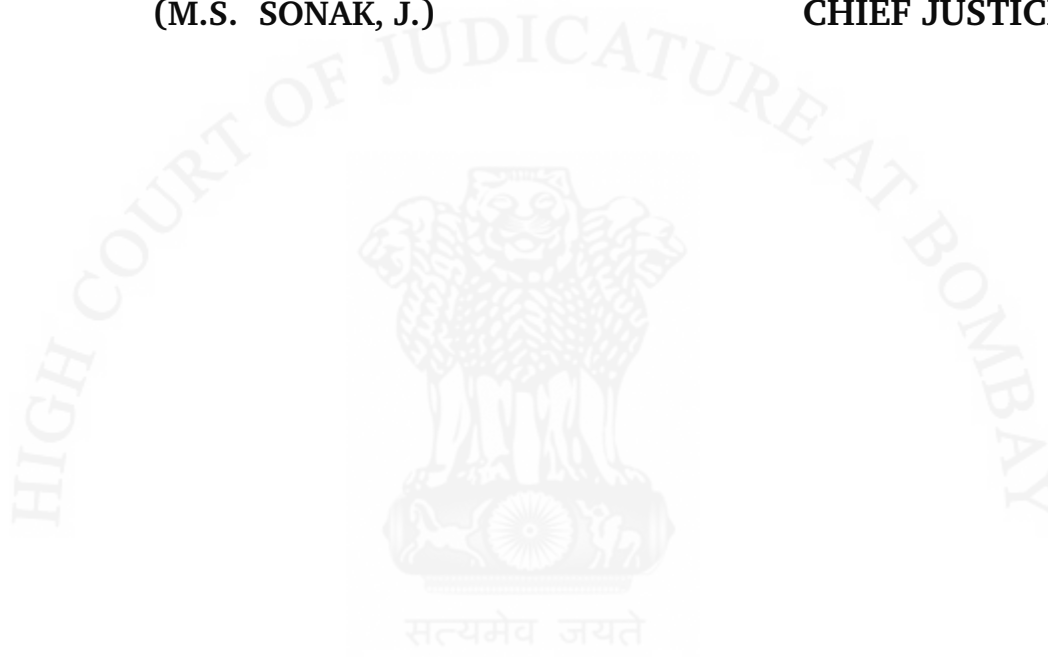 (M.S. SONAK, J.) CHIEF JUSTIC
HIGH COURT OF JUDICATURE AT BOMBAY
सत्यमेव जयते